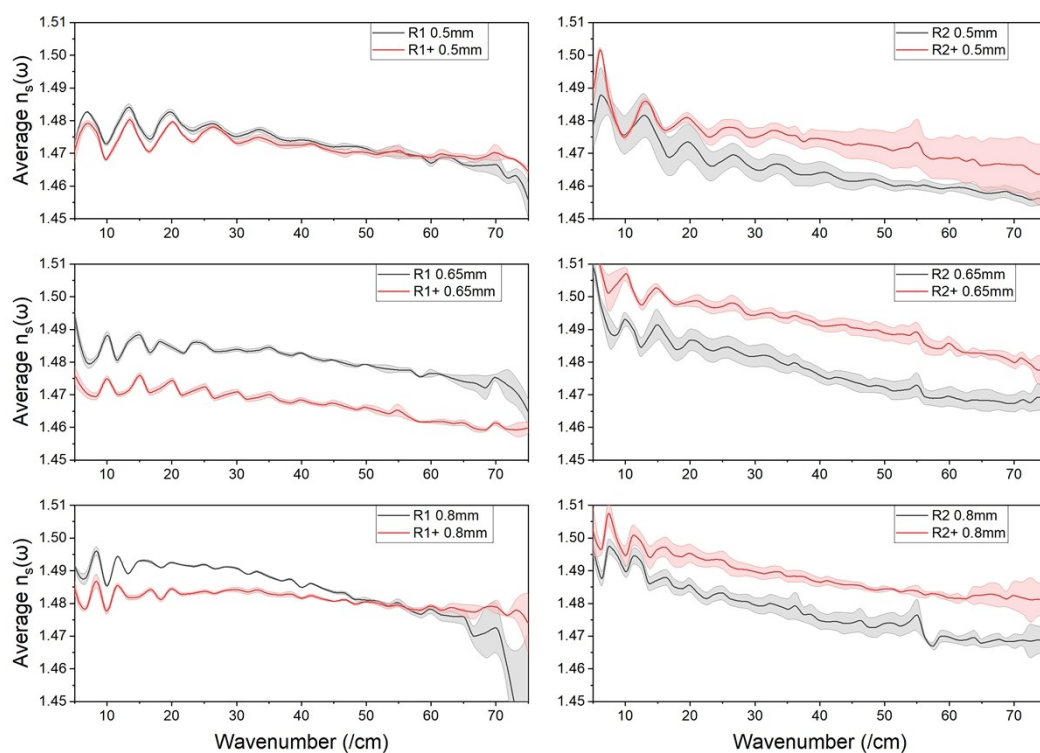 R1 0.5mm
R1+ 0.5mm
Average nₛ(ω)
1.51
1.50
1.49
1.48
1.47
1.46
1.45
10 20 30 40 50 60 70
R2 0.5mm
R2+ 0.5mm
1.51
1.50
1.49
1.48
1.47
1.46
1.45
10 20 30 40 50 60 70
R1 0.65mm
R1+ 0.65mm
Average nₛ(ω)
1.51
1.50
1.49
1.48
1.47
1.46
1.45
10 20 30 40 50 60 70
R2 0.65mm
R2+ 0.65mm
1.51
1.50
1.49
1.48
1.47
1.46
1.45
10 20 30 40 50 60 70
R1 0.8mm
R1+ 0.8mm
Average nₛ(ω)
1.51
1.50
1.49
1.48
1.47
1.46
1.45
10 20 30 40 50 60 70
Wavenumber (/cm)
R2 0.8mm
R2+ 0.8mm
1.51
1.50
1.49
1.48
1.47
1.46
1.45
10 20 30 40 50 60 70
Wavenumber (/cm)